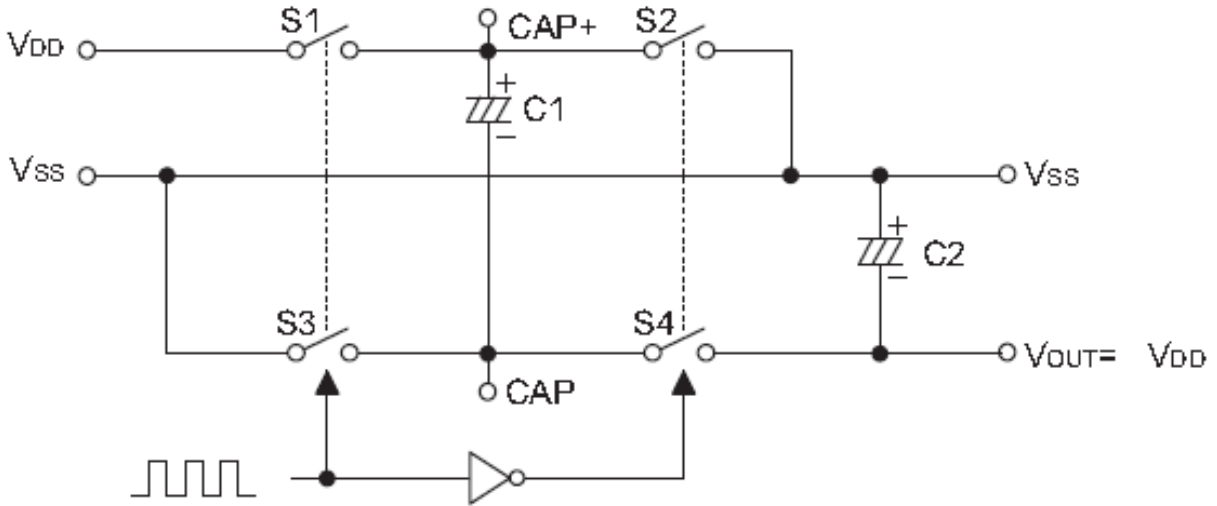 S1
CAP+
S2
VDD
+
C1
−
VSS
VSS
+
C2
−
S3
S4
VOUT= VDD
CAP